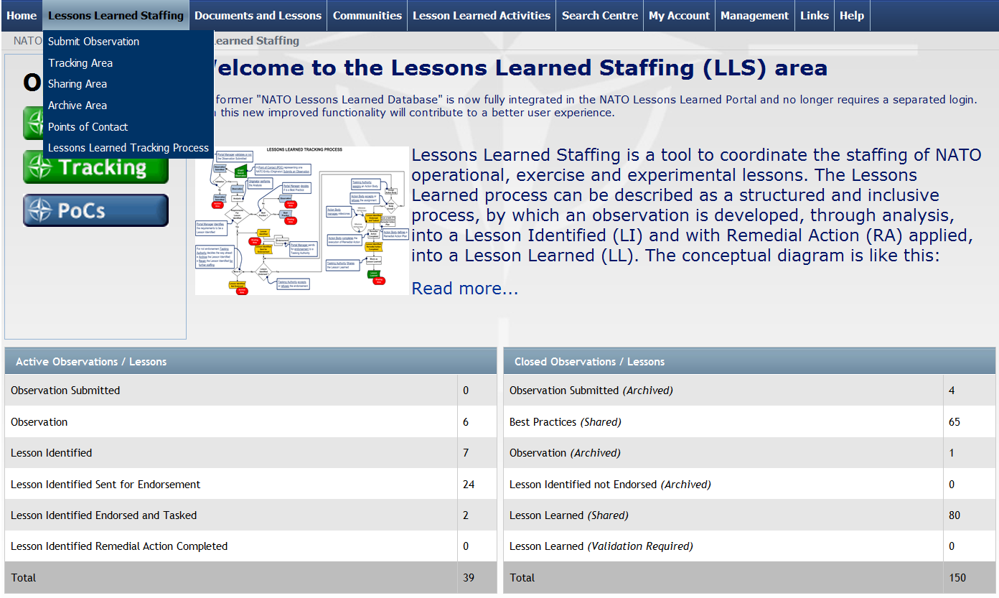 Home Lessons Learned Staffing Documents and Lessons Communities Lesson Learned Activities Search Centre My Account Management Links Help
NATO earned Staffing
Submit Observation
Tracking Area
Sharing Area
Archive Area
Points of Contact
Lessons Learned Tracking Process
O
Tracking
PoCs
elcome to the Lessons Learned Staffing (LLS) area
former "NATO Lessons Learned Database" is now fully integrated in the NATO Lessons Learned Portal and no longer requires a separated login.
this new improved functionality will contribute to a better user experience.
LESSONS LEARNED TRACKING PROCESS
Lessons Learned Staffing is a tool to coordinate the staffing of NATO
operational, exercise and experimental lessons. The Lessons
Learned process can be described as a structured and inclusive
process, by which an observation is developed, through analysis,
into a Lesson Identified (LI) and with Remedial Action (RA) applied,
into a Lesson Learned (LL). The conceptual diagram is like this:
Read more...
Active Observations / Lessons
Observation Submitted 0
Observation 6
Lesson Identified 7
Lesson Identified Sent for Endorsement 24
Lesson Identified Endorsed and Tasked 2
Lesson Identified Remedial Action Completed 0
Total 39
Closed Observations / Lessons
Observation Submitted (Archived) 4
Best Practices (Shared) 65
Observation (Archived) 1
Lesson Identified not Endorsed (Archived) 0
Lesson Learned (Shared) 80
Lesson Learned (Validation Required) 0
Total 150